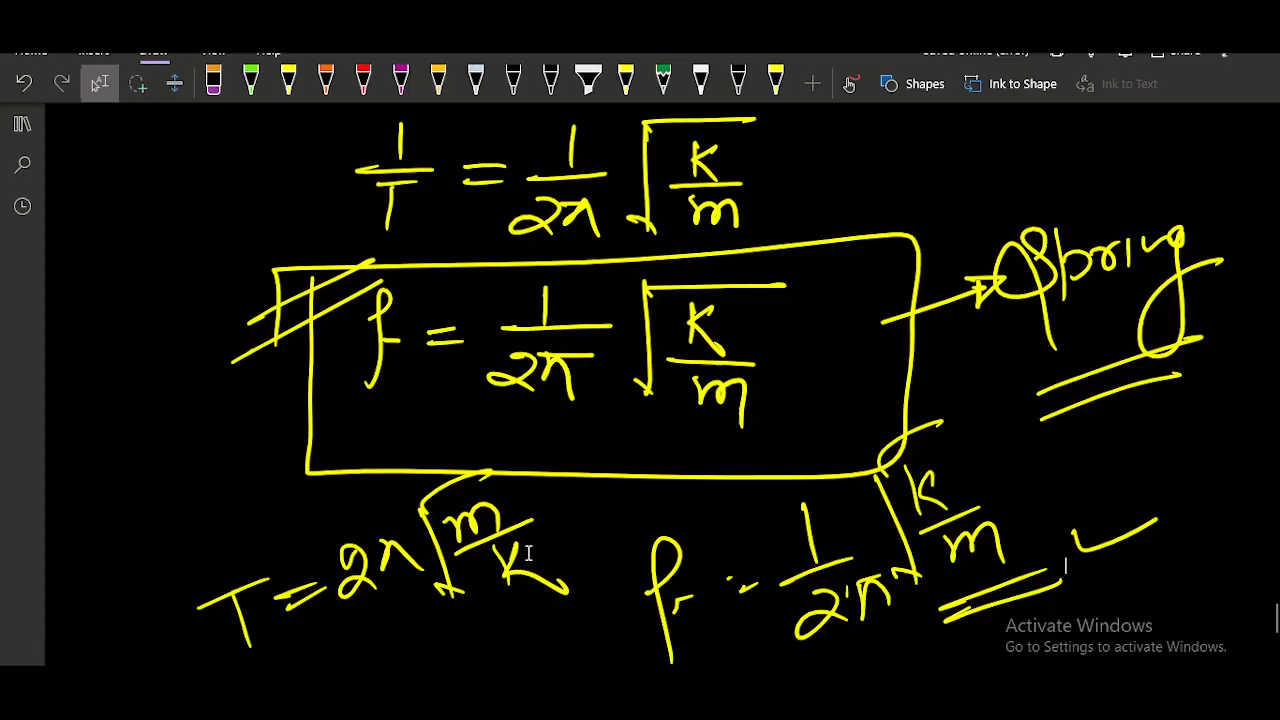 Shapes Ink to Shape Ink to Text
1/T = 1/2π √K/m
f = 1/2π √K/m
Spring
T = 2π √m/K f = 1/2π √K/m
Activate Windows
Go to Settings to activate Windows.